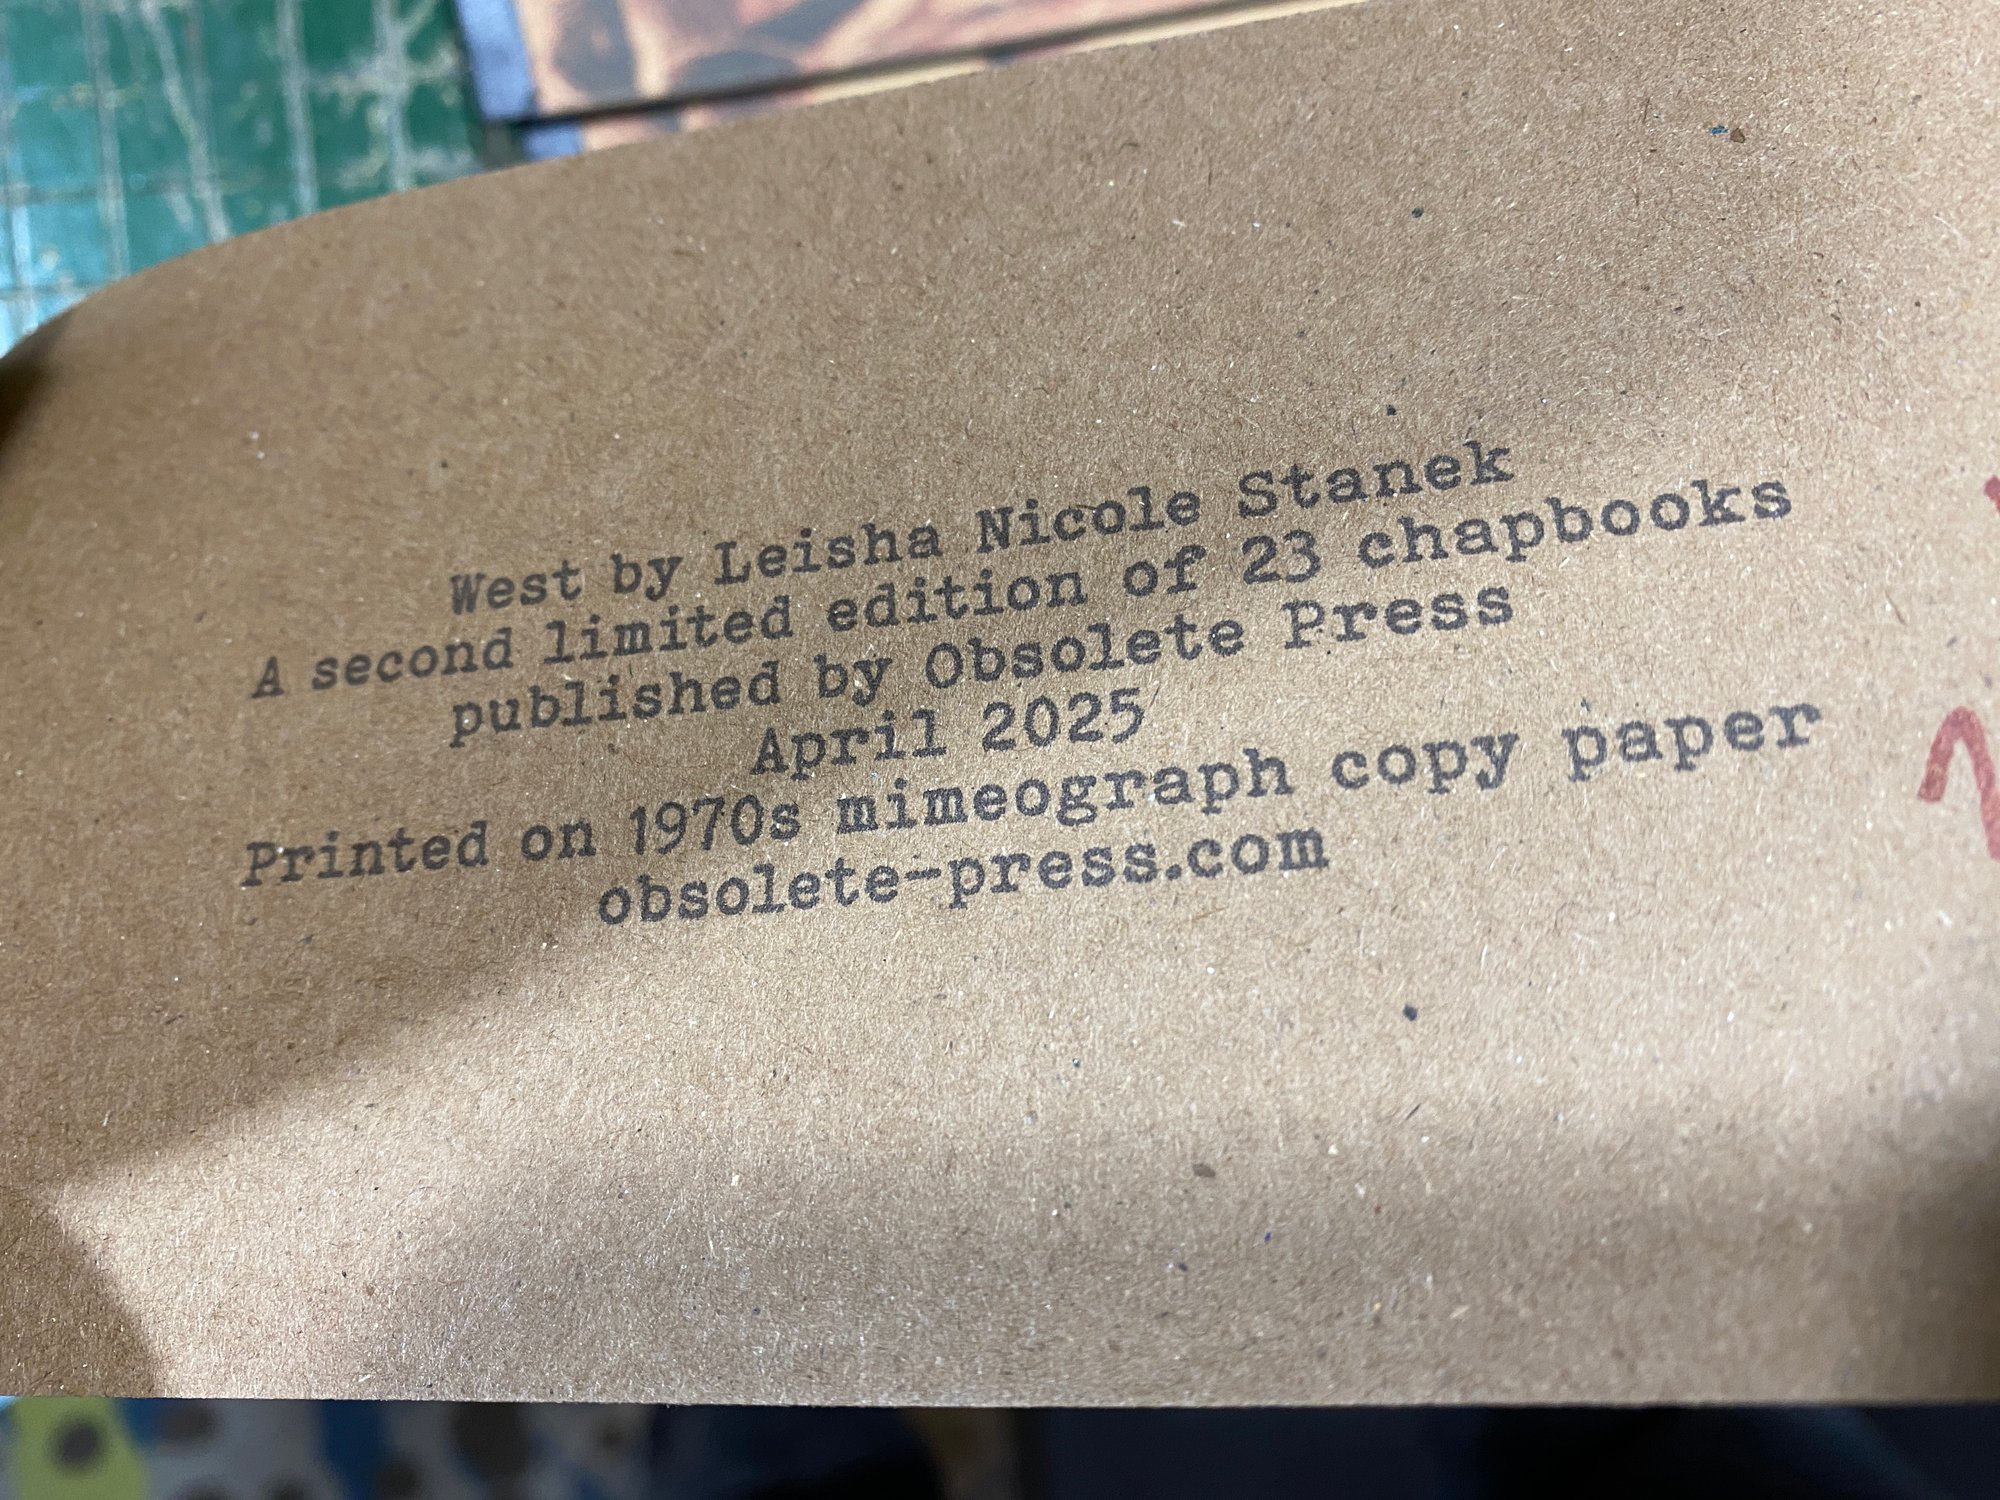 West by Leisha Nicole Stanek
A second limited edition of 23 chapbooks
published by Obsolete Press
April 2025
Printed on 1970s mimeograph copy paper
obsolete-press.com